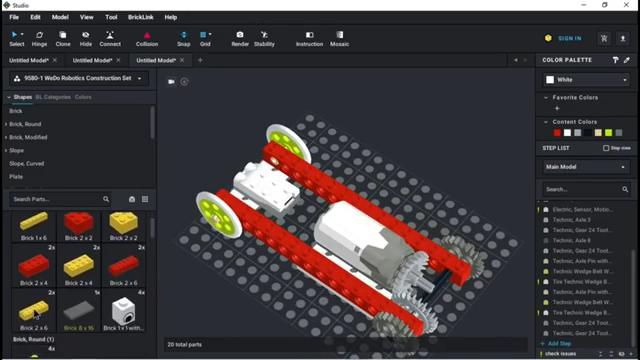 Studio
File Edit View Model Tool BrickLink Help
Select Hinge Clone Hide Connect Collision Snap Grid Render Stability Instruction Mosaic SIGN IN
Untitled Model* Untitled Model* Untitled Model*
COLOR PALETTE
9580-1 WeDo Robotics Construction Set
White
Shapes BL Categories Colors
Favorite Colors
Brick
Brick, Round
Content Colors
Brick, Modified
Slope
STEP LIST Step view
Slope, Curved
Main Model
Plate
Search Parts...
Search...
2x 2x
Brick 1 x 6 Brick 2 x 2 Brick 2 x 2
2x 2x 2x
Brick 2 x 4 Brick 2 x 4 Brick 2 x 6
2x 1x 2x
Brick 2 x 6 Brick 8 x 16 Brick 1 x 1 with...
Brick, Round (1)
4x
Electric, Sensor, Motio...
Technic, Axle 3
Technic, Gear 24 Toot...
Technic, Axle 8
Technic, Gear 24 Toot...
Technic, Axle Pin with...
Technic Wedge Belt W...
Tire Technic Wedge B...
Technic, Axle Pin with...
Technic Wedge Belt W...
Tire Technic Wedge B...
Technic, Gear 24 Toot...
Technic, Gear 24 Toot...
Add Step
20 total parts
check issues